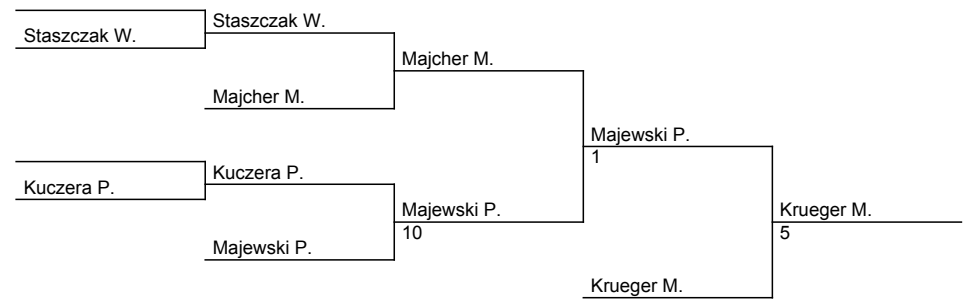 Staszczak W.
Staszczak W.
Majcher M.
Majcher M.
Majewski P.
1
Kuczera P.
Kuczera P.
Majewski P.
10
Krueger M.
5
Majewski P.
Krueger M.